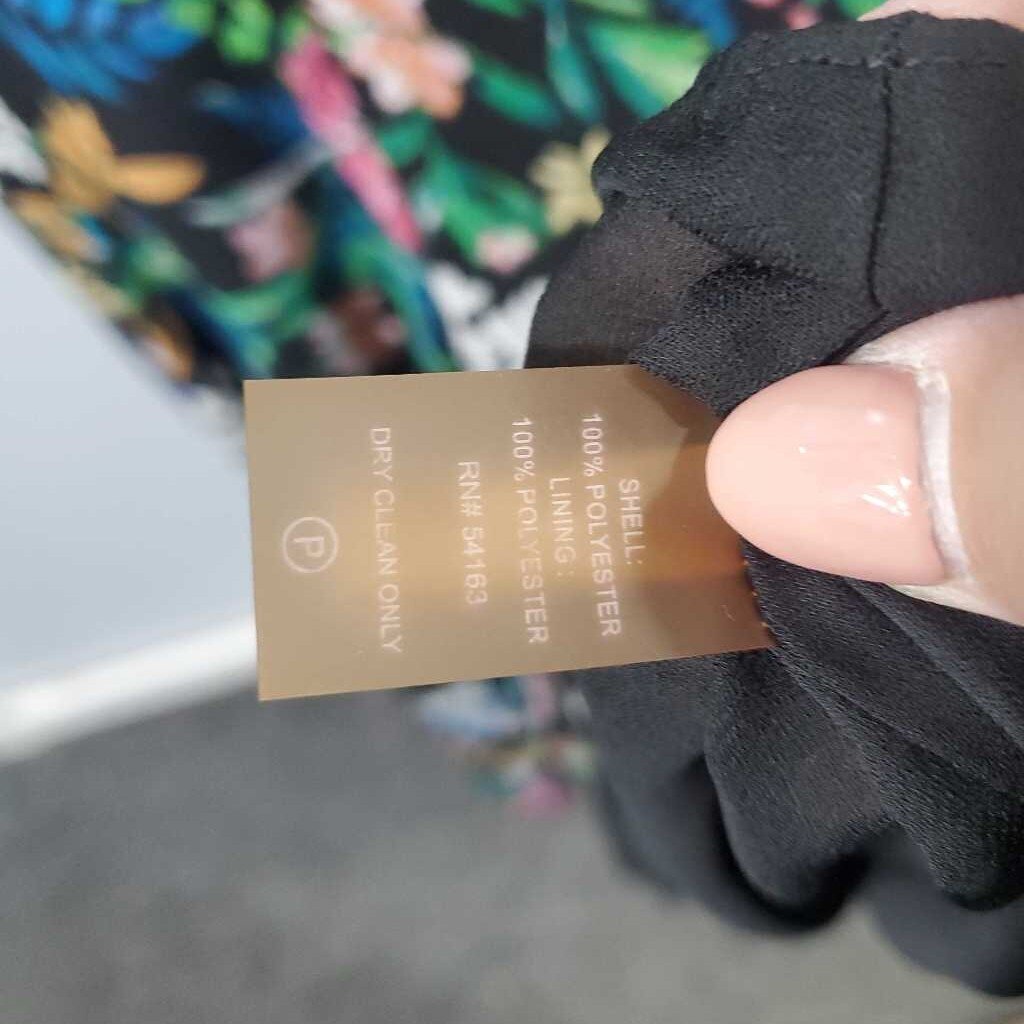 SHELL:
100% POLYESTER
LINING:
100% POLYESTER
RN# 54163
DRY CLEAN ONLY
P